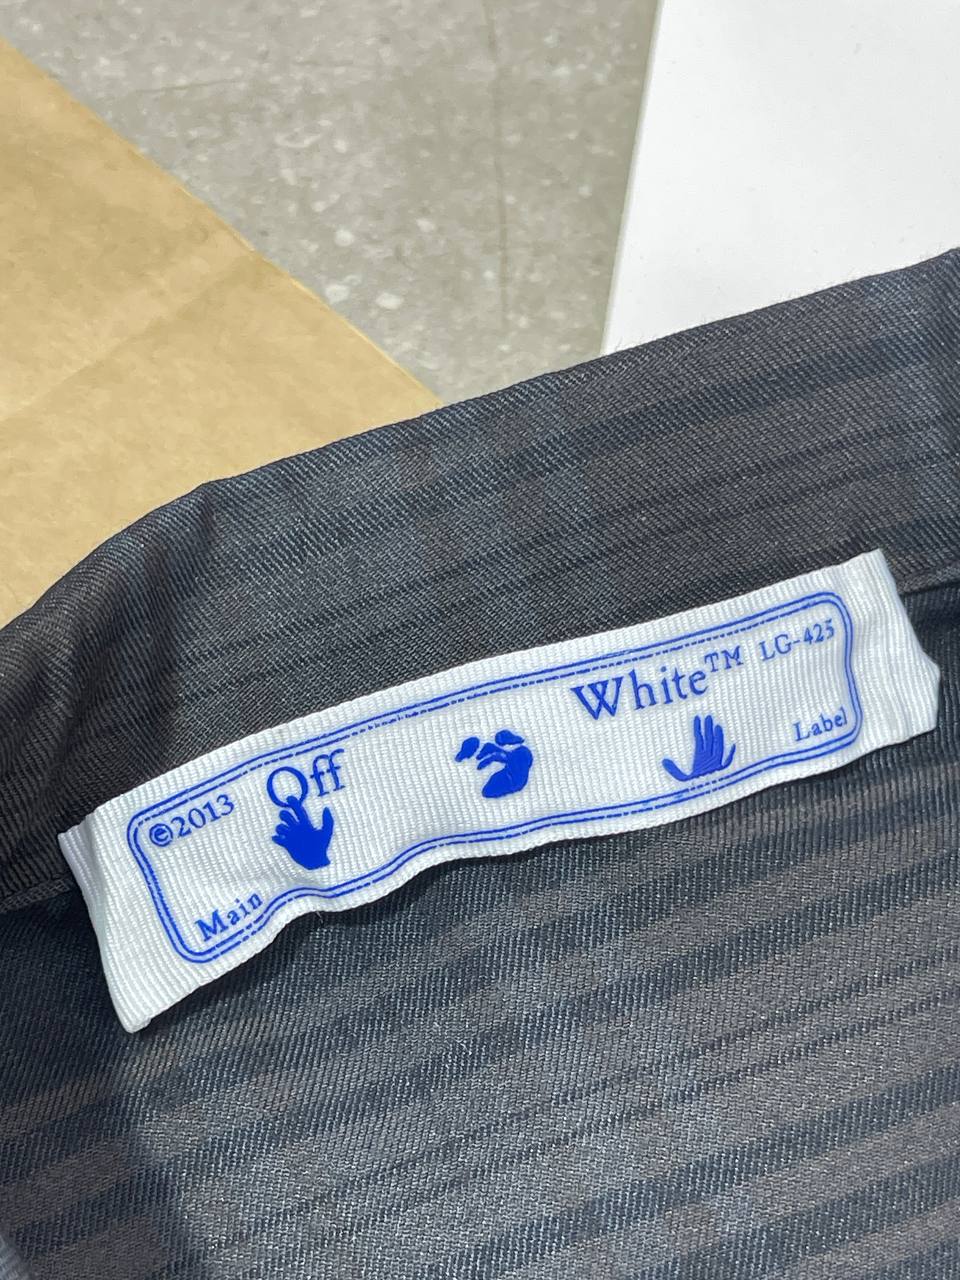 ©2013 Off White™ LG-425
Main Label